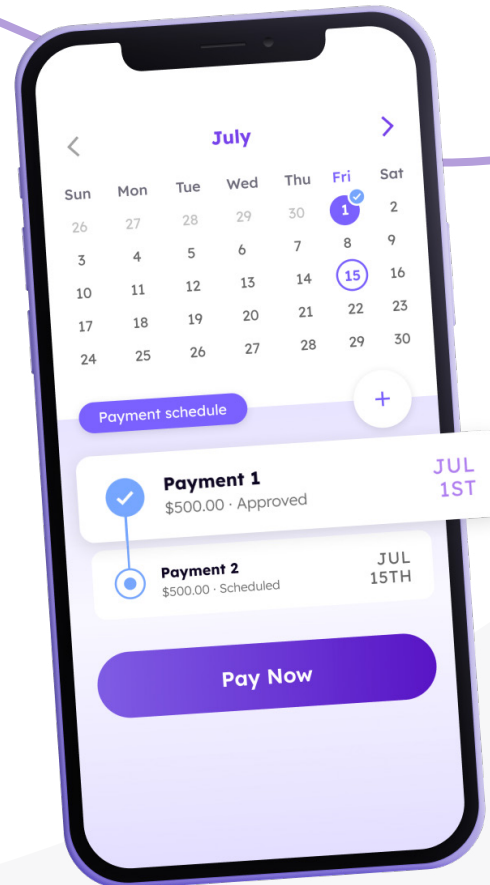 July
Sun Mon Tue Wed Thu Fri Sat
26 27 28 29 30 1 2
3 4 5 6 7 8 9
10 11 12 13 14 15 16
17 18 19 20 21 22 23
24 25 26 27 28 29 30
Payment schedule
+
Payment 1
$500.00 · Approved
JUL
1ST
Payment 2
$500.00 · Scheduled
JUL
15TH
Pay Now